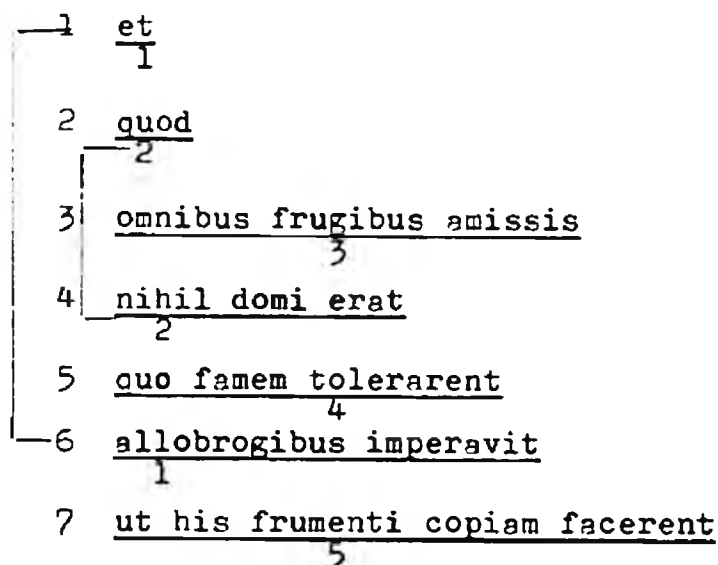 1 et
1
2 quod
2
3 omnibus frugibus amissis
3
4 nihil domi erat
2
5 quo famem tolerarent
4
6 allobrogibus imperavit
1
7 ut his frumenti copiam facerent
5